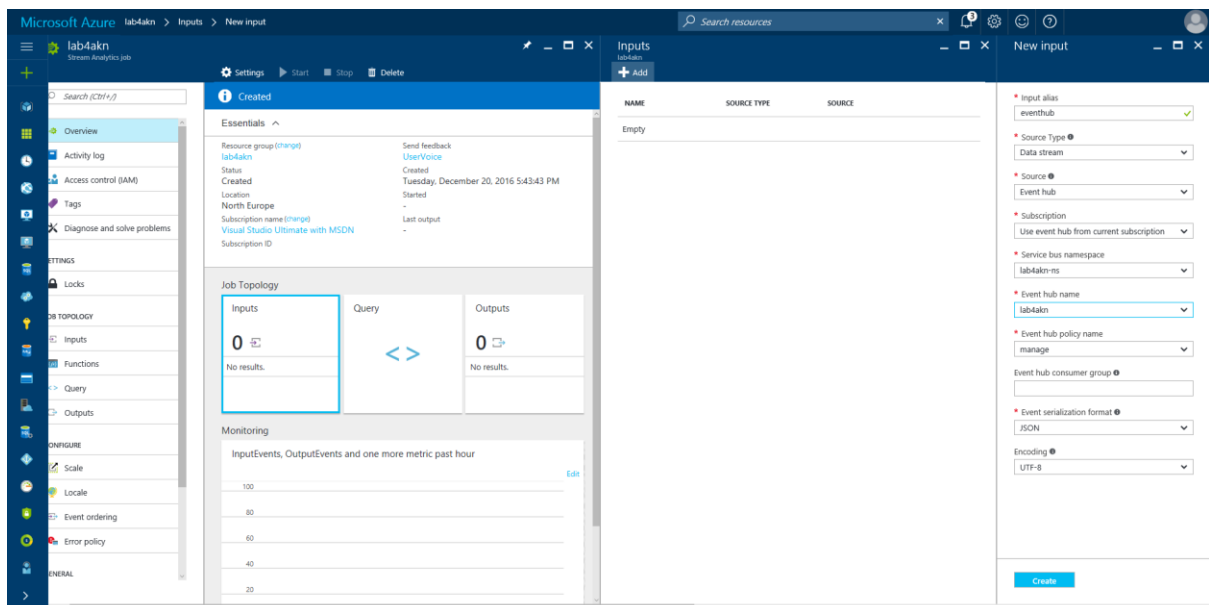 Microsoft Azure lab4akn > Inputs > New input
Search resources
3
lab4akn
Stream Analytics job
Settings Start Stop Delete
Search (Ctrl+/)
Overview
Activity log
Access control (IAM)
Tags
Diagnose and solve problems
ETTINGS
Locks
OB TOPOLOGY
Inputs
Functions
Query
Outputs
ONFIGURE
Scale
Locale
Event ordering
Error policy
ENERAL
Created
Essentials
Resource group (change)
lab4akn
Status
Created
Location
North Europe
Subscription name (change)
Visual Studio Ultimate with MSDN
Subscription ID
Send feedback
UserVoice
Created
Tuesday, December 20, 2016 5:43:43 PM
Started
-
Last output
-
Job Topology
Inputs
0
No results.
Query
< >
Outputs
0
No results.
Monitoring
InputEvents, OutputEvents and one more metric past hour
Edit
100
80
60
40
20
Inputs
lab4akn
Add
NAME SOURCE TYPE SOURCE
Empty
New input
* Input alias
eventhub
* Source Type
Data stream
* Source
Event hub
* Subscription
Use event hub from current subscription
* Service bus namespace
lab4akn-ns
* Event hub name
lab4akn
* Event hub policy name
manage
Event hub consumer group
* Event serialization format
JSON
Encoding
UTF-8
Create